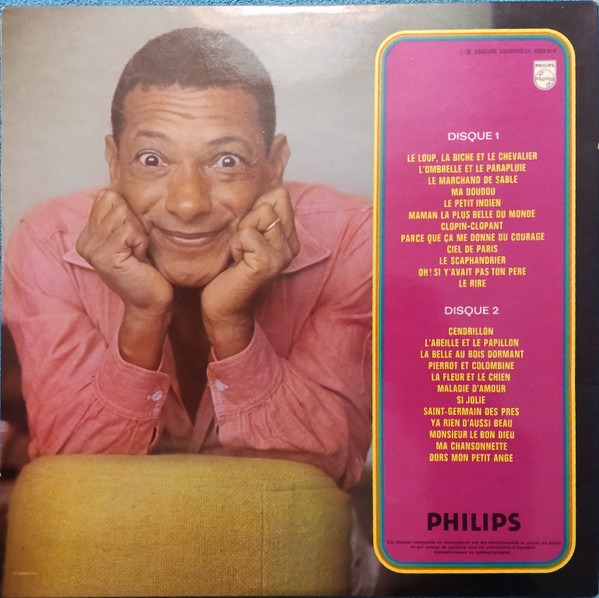 GRAVURE UNIVERSELLE
PHILIPS
DISQUE 1
LE LOUP, LA BICHE ET LE CHEVALIER
L'OMBRELLE ET LE PARAPLUIE
LE MARCHAND DE SABLE
MA DOUDOU
LE PETIT INDIEN
MAMAN LA PLUS BELLE DU MONDE
CLOPIN-CLOPANT
PARCE QUE ÇA ME DONNE DU COURAGE
CIEL DE PARIS
LE SCAPHANDRIER
OH! SI Y'AVAIT PAS TON PERE
LE RIRE
DISQUE 2
CENDRILLON
L'ABEILLE ET LE PAPILLON
LA BELLE AU BOIS DORMANT
PIERROT ET COLOMBINE
LA FLEUR ET LE CHIEN
MALADIE D'AMOUR
SI JOLIE
SAINT-GERMAIN DES PRES
YA RIEN D'AUSSI BEAU
MONSIEUR LE BON DIEU
MA CHANSONNETTE
DORS MON PETIT ANGE
PHILIPS